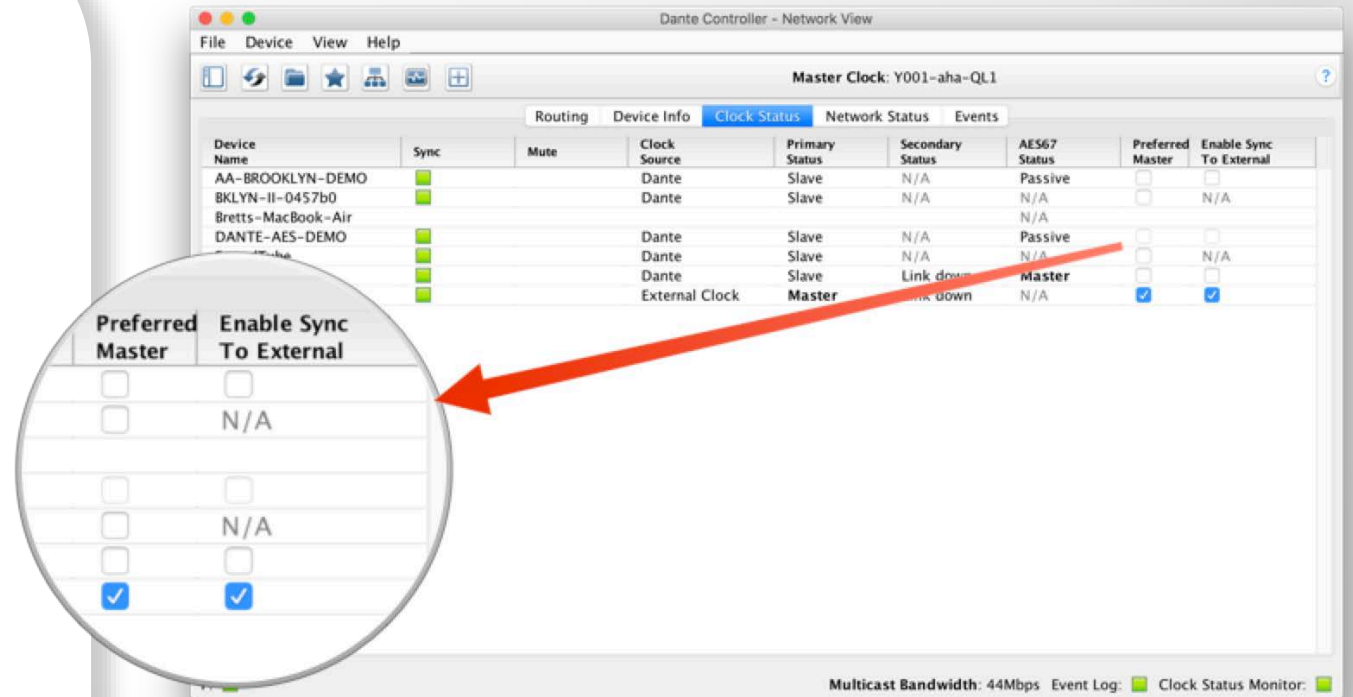 Dante Controller - Network View
File Device View Help
Master Clock: Y001-aha-QL1
?
Routing Device Info Clock Status Network Status Events
Device Name Sync Mute Clock Source Primary Status Secondary Status AES67 Status Preferred Master Enable Sync To External
AA-BROOKLYN-DEMO Dante Slave N/A Passive
BKLYN-II-0457b0 Dante Slave N/A N/A N/A
Bretts-MacBook-Air N/A
DANTE-AES-DEMO Dante Slave N/A Passive
Dante Slave N/A N/A N/A
Dante Slave Link down Master
External Clock Master down N/A
Preferred Master Enable Sync To External
N/A
N/A
Multicast Bandwidth: 44Mbps Event Log: Clock Status Monitor: